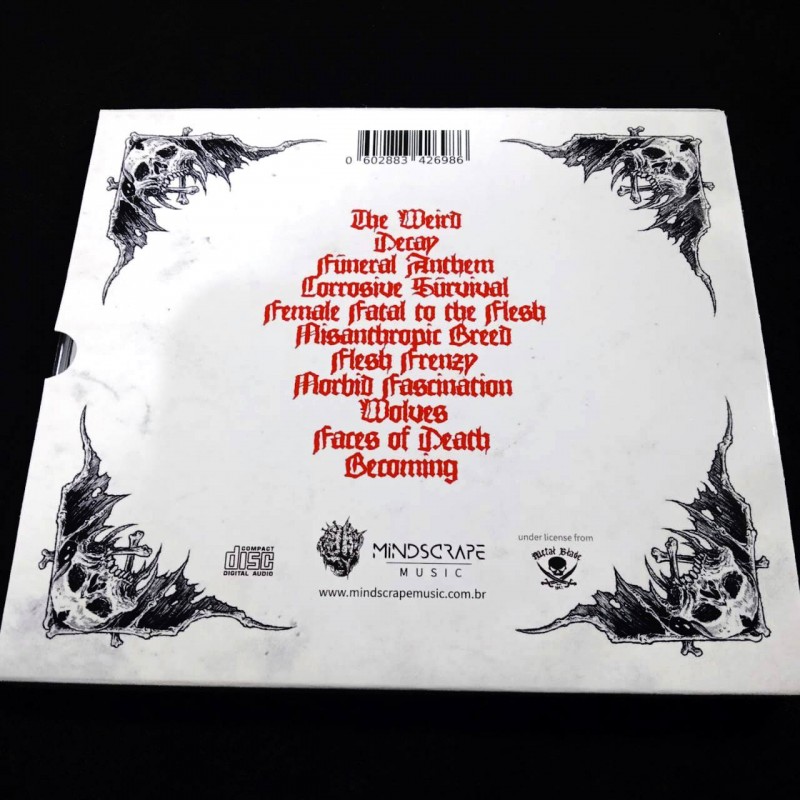 0 602883 426986
The Weird
Decay
Funeral Anthem
Corrosive Survival
Female Fatal to the Flesh
Misanthropic Breed
Flesh Frenzy
Morbid Fascination
Wolves
Faces of Death
Becoming
COMPACT
disc
DIGITAL AUDIO
MINDSCRAPE
MUSIC
www.mindscrapemusic.com.br
under license from
Metal Blade